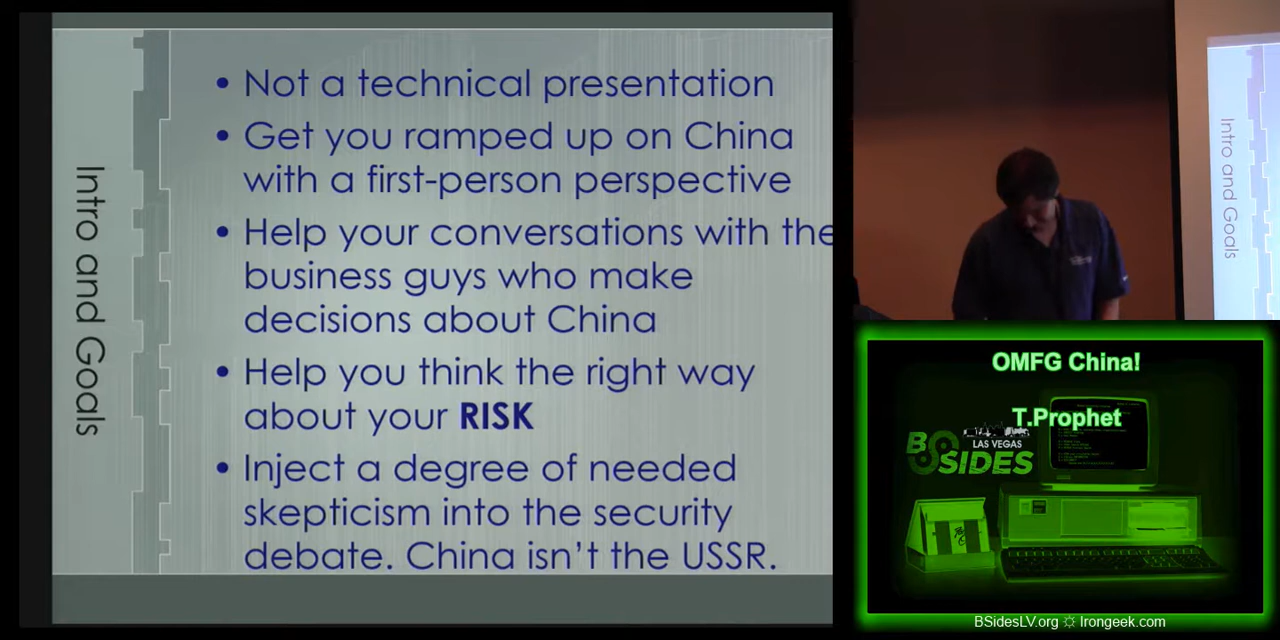 Intro and Goals
• Not a technical presentation
• Get you ramped up on China
with a first-person perspective
• Help your conversations with the
business guys who make
decisions about China
• Help you think the right way
about your RISK
• Inject a degree of needed
skepticism into the security
debate. China isn't the USSR.
Intro and Goals
OMFG China!
T.Prophet
BSIDES
LAS VEGAS
BSidesLV.org ☼ Irongeek.com